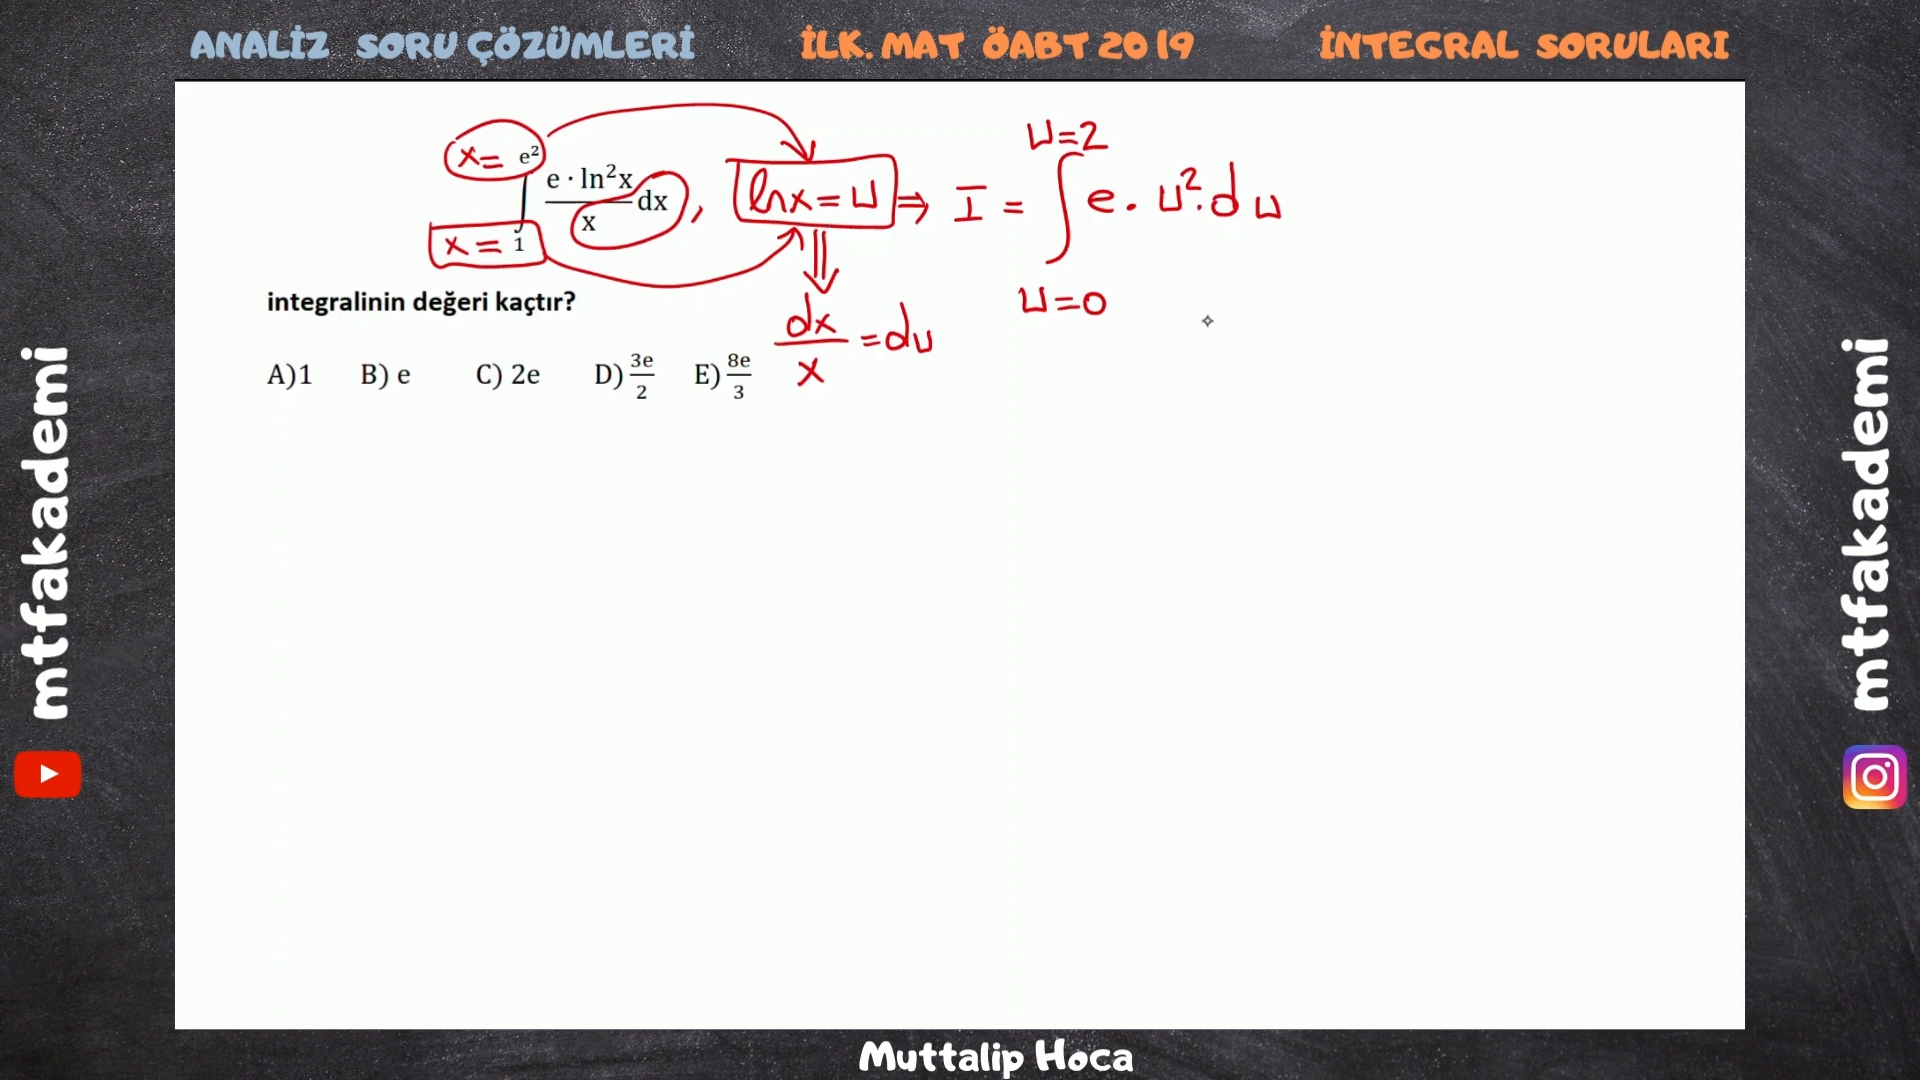 ANALİZ SORU ÇÖZÜMLERİ İLK. MAT ÖABT 2019 İNTEGRAL SORULARI
x= e² ∫ x= 1 e · ln²x / x dx , lnx = u ⇒ I = ∫ u=2 u=0 e · u² · du
dx / x = du
integralinin değeri kaçtır?
A)1 B) e C) 2e D) 3e/2 E) 8e/3
mtfakademi
mtfakademi
Muttalip Hoca